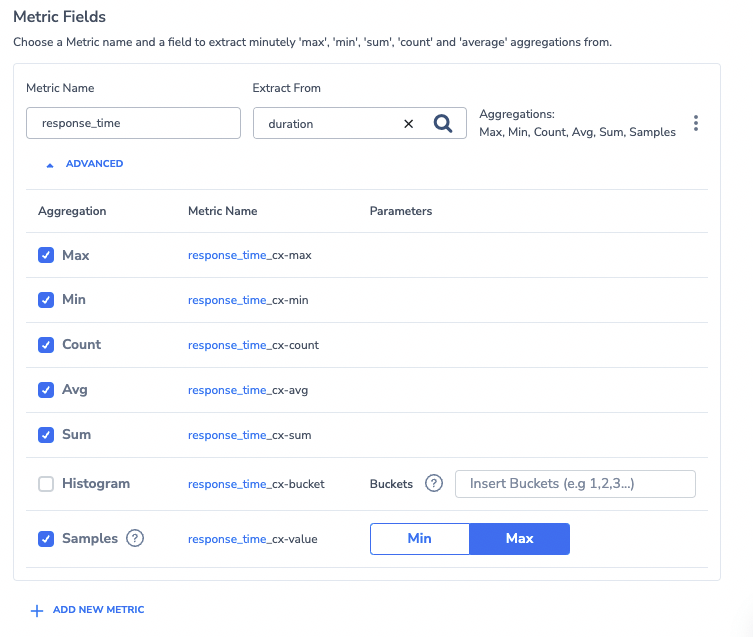 Metric Fields
Choose a Metric name and a field to extract minutely 'max', 'min', 'sum', 'count' and 'average' aggregations from.
Metric Name
Extract From
response_time
duration
Aggregations:
Max, Min, Count, Avg, Sum, Samples
ADVANCED
Aggregation Metric Name Parameters
Max response_time_cx-max
Min response_time_cx-min
Count response_time_cx-count
Avg response_time_cx-avg
Sum response_time_cx-sum
Histogram response_time_cx-bucket Buckets ? Insert Buckets (e.g 1,2,3...)
Samples ? response_time_cx-value Min Max
ADD NEW METRIC